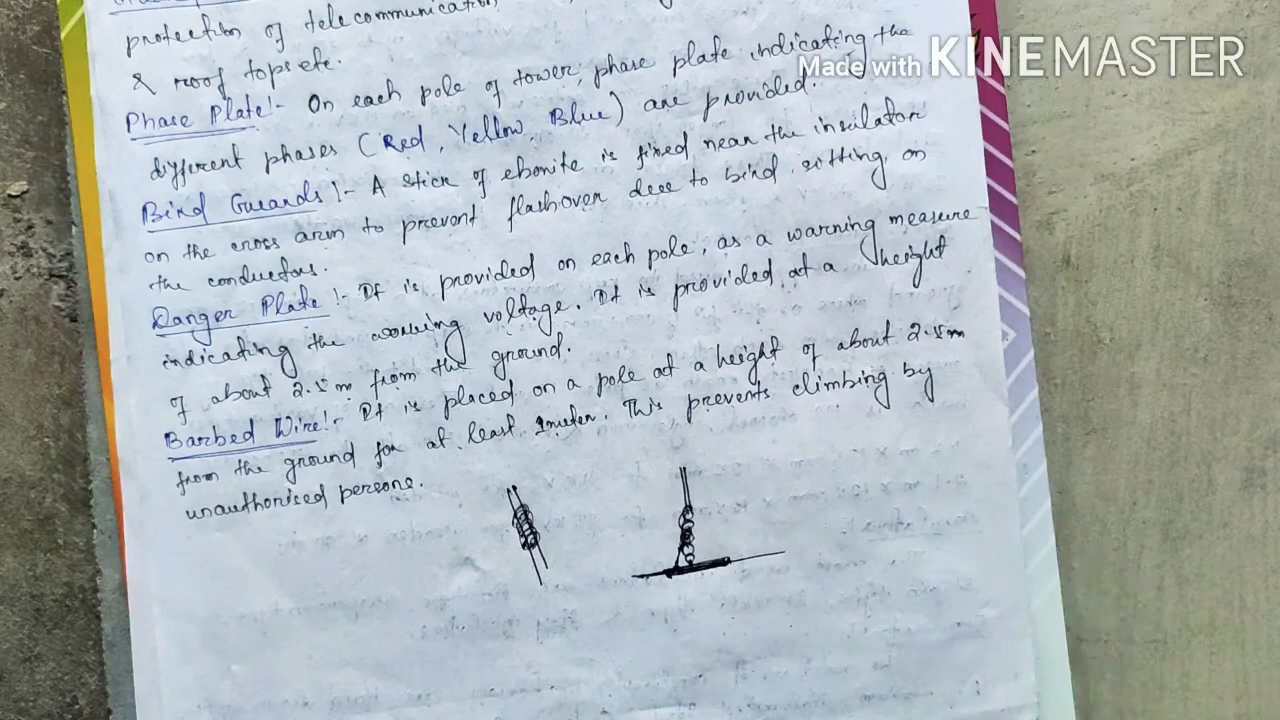 protection of telecommunication
& roof tops etc.
Made with KINEMASTER
Phase Plate:- On each pole of tower, phase plate indicating the
different phases (Red, Yellow, Blue) are provided.
Bird Guards:- A stick of ebonite is fixed near the insulator
on the cross arm to prevent flashover due to bird sitting on
the conductors.
Danger Plate:- It is provided on each pole, as a warning measure
indicating the working voltage. It is provided at a height
of about 2.5m from the ground.
Barbed Wire:- It is placed on a pole at a height of about 2.5m
from the ground for at least 1meter. This prevents climbing by
unauthorised persons.